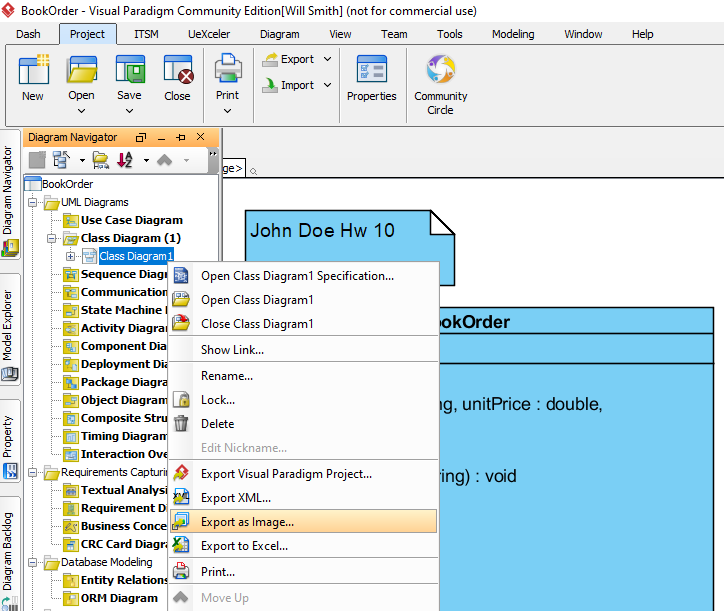 BookOrder - Visual Paradigm Community Edition[Will Smith] (not for commercial use)
Dash Project ITSM UeXceler Diagram View Team Tools Modeling Window Help
New Open Save Close Print Export Import Properties Community Circle
Diagram Navigator
Diagram Navigator
Model Explorer
Property
Diagram Backlog
ge>
BookOrder
UML Diagrams
Use Case Diagram
Class Diagram (1)
Class Diagram1
Sequence Diagr
Communication
State Machine
Activity Diagra
Component Dia
Deployment Dia
Package Diagra
Object Diagram
Composite Stru
Timing Diagram
Interaction Ove
Requirements Capturi
Textual Analysi
Requirement D
Business Conce
CRC Card Diagra
Database Modeling
Entity Relations
ORM Diagram
Open Class Diagram1 Specification...
Open Class Diagram1
Close Class Diagram1
Show Link...
Rename...
Lock...
Delete
Edit Nickname...
Export Visual Paradigm Project...
Export XML...
Export as Image...
Export to Excel...
Print...
Move Up
John Doe Hw 10
ookOrder
ng, unitPrice : double,
ring) : void